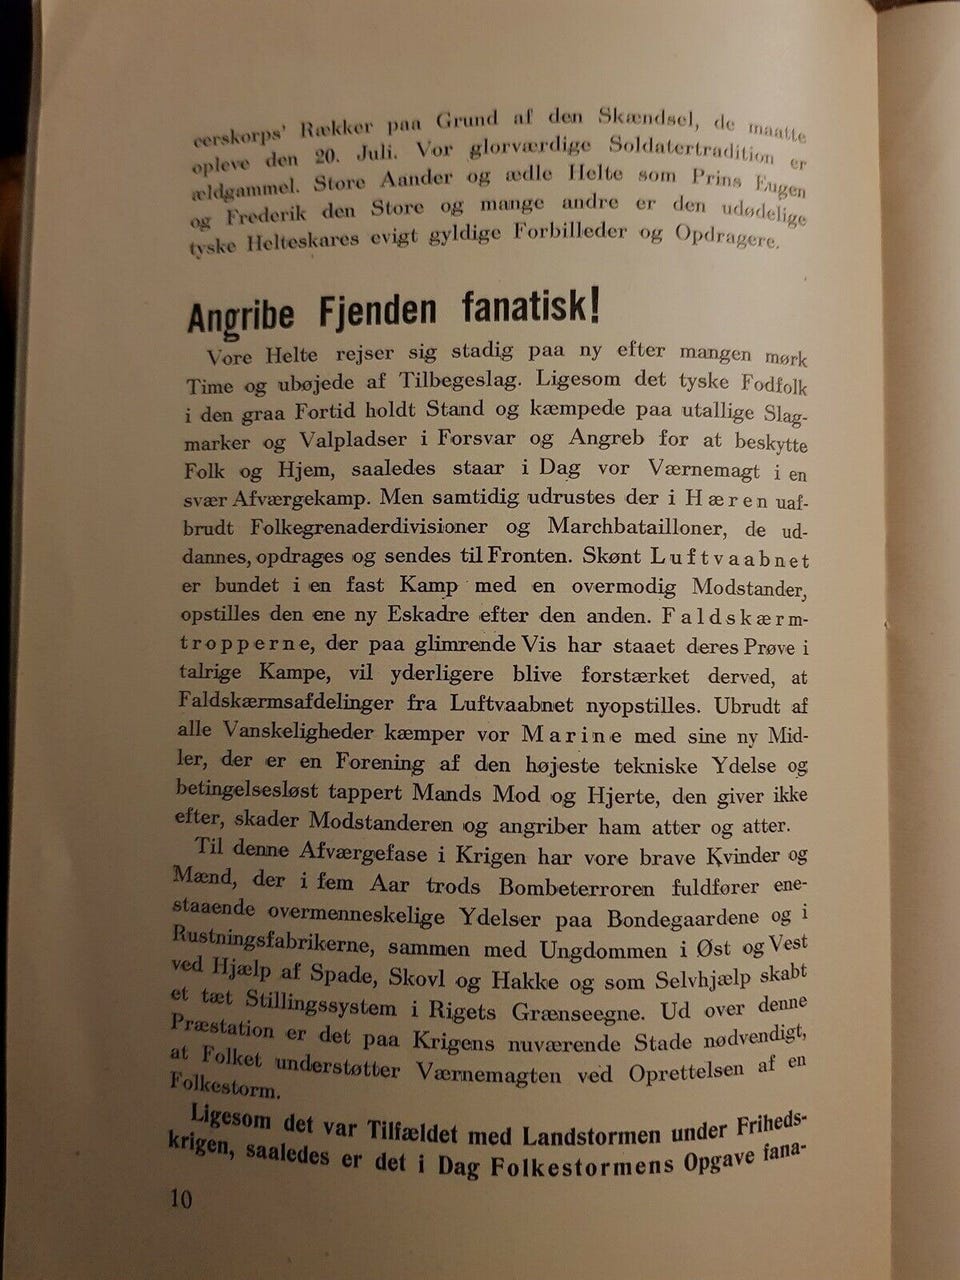 eerskorps' Rækker paa Grund af den Skændsel, de maatte
opleve den 20. Juli. Vor glorværdige Soldatertradition er
ældgammel. Store Aander og ædle Helte som Prins Eugen
og Frederik den Store og mange andre er den udødelige
tyske Helteskares evigt gyldige Forbilleder og Opdragere.
Angribe Fjenden fanatisk!
Vore Helte rejser sig stadig paa ny efter mangen mørk
Time og ubøjede af Tilbegeslag. Ligesom det tyske Fodfolk
i den graa Fortid holdt Stand og kæmpede paa utallige Slag-
marker og Valpladser i Forsvar og Angreb for at beskytte
Folk og Hjem, saaledes staar i Dag vor Værnemagt i en
svær Afværgekamp. Men samtidig udrustes der i Hæren uaf-
brudt Folkegrenaderdivisioner og Marchbatailloner, de ud-
dannes, opdrages og sendes til Fronten. Skønt Luftvaabnet
er bundet i en fast Kamp med en overmodig Modstander,
opstilles den ene ny Eskadre efter den anden. Faldskærm-
tropperne, der paa glimrende Vis har staaet deres Prøve i
talrige Kampe, vil yderligere blive forstærket derved, at
Faldskærmsafdelinger fra Luftvaabnet nyopstilles. Ubrudt af
alle Vanskeligheder kæmper vor Marine med sine ny Mid-
ler, der er en Forening af den højeste tekniske Ydelse og
betingelsesløst tappert Mands Mod og Hjerte, den giver ikke
efter, skader Modstanderen og angriber ham atter og atter.
Til denne Afværgefase i Krigen har vore brave Kvinder og
Mænd, der i fem Aar trods Bombeterroren fuldfører ene-
staaende overmenneskelige Ydelser paa Bondegaardene og i
Rustningsfabrikerne, sammen med Ungdommen i Øst og Vest
ved Hjælp af Spade, Skovl og Hakke og som Selvhjælp skabt
et tæt Stillingssystem i Rigets Grænseegne. Ud over denne
Præstation er det paa Krigens nuværende Stade nødvendigt,
at Folket understøtter Værnemagten ved Oprettelsen af en
Folkestorm.
Ligesom det var Tilfældet med Landstormen under Friheds-
krigen, saaledes er det i Dag Folkestormens Opgave fana-
10